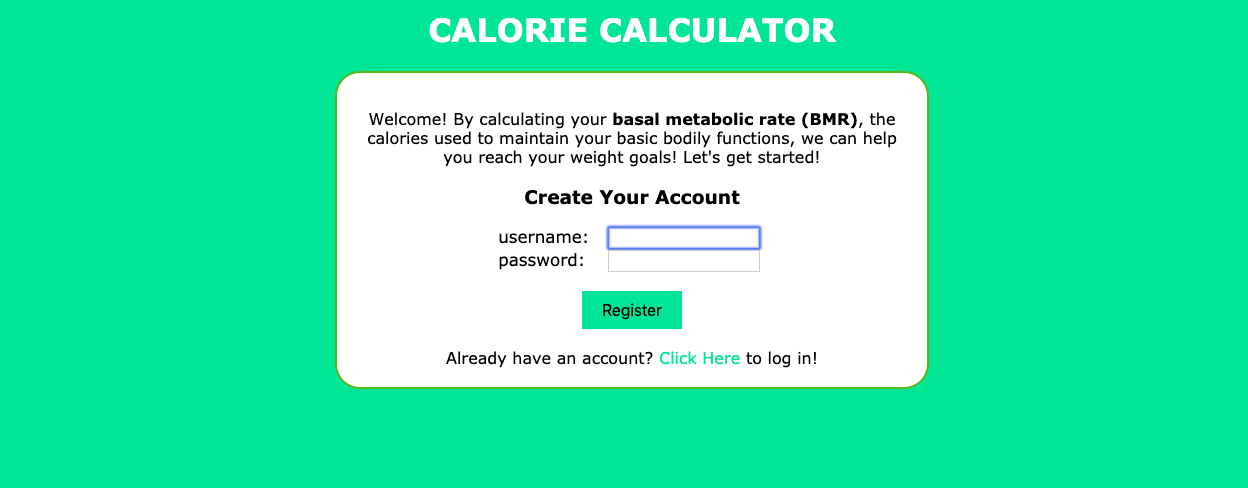 CALORIE CALCULATOR
Welcome! By calculating your basal metabolic rate (BMR), the
calories used to maintain your basic bodily functions, we can help
you reach your weight goals! Let's get started!
Create Your Account
username:
password:
Register
Already have an account? Click Here to log in!